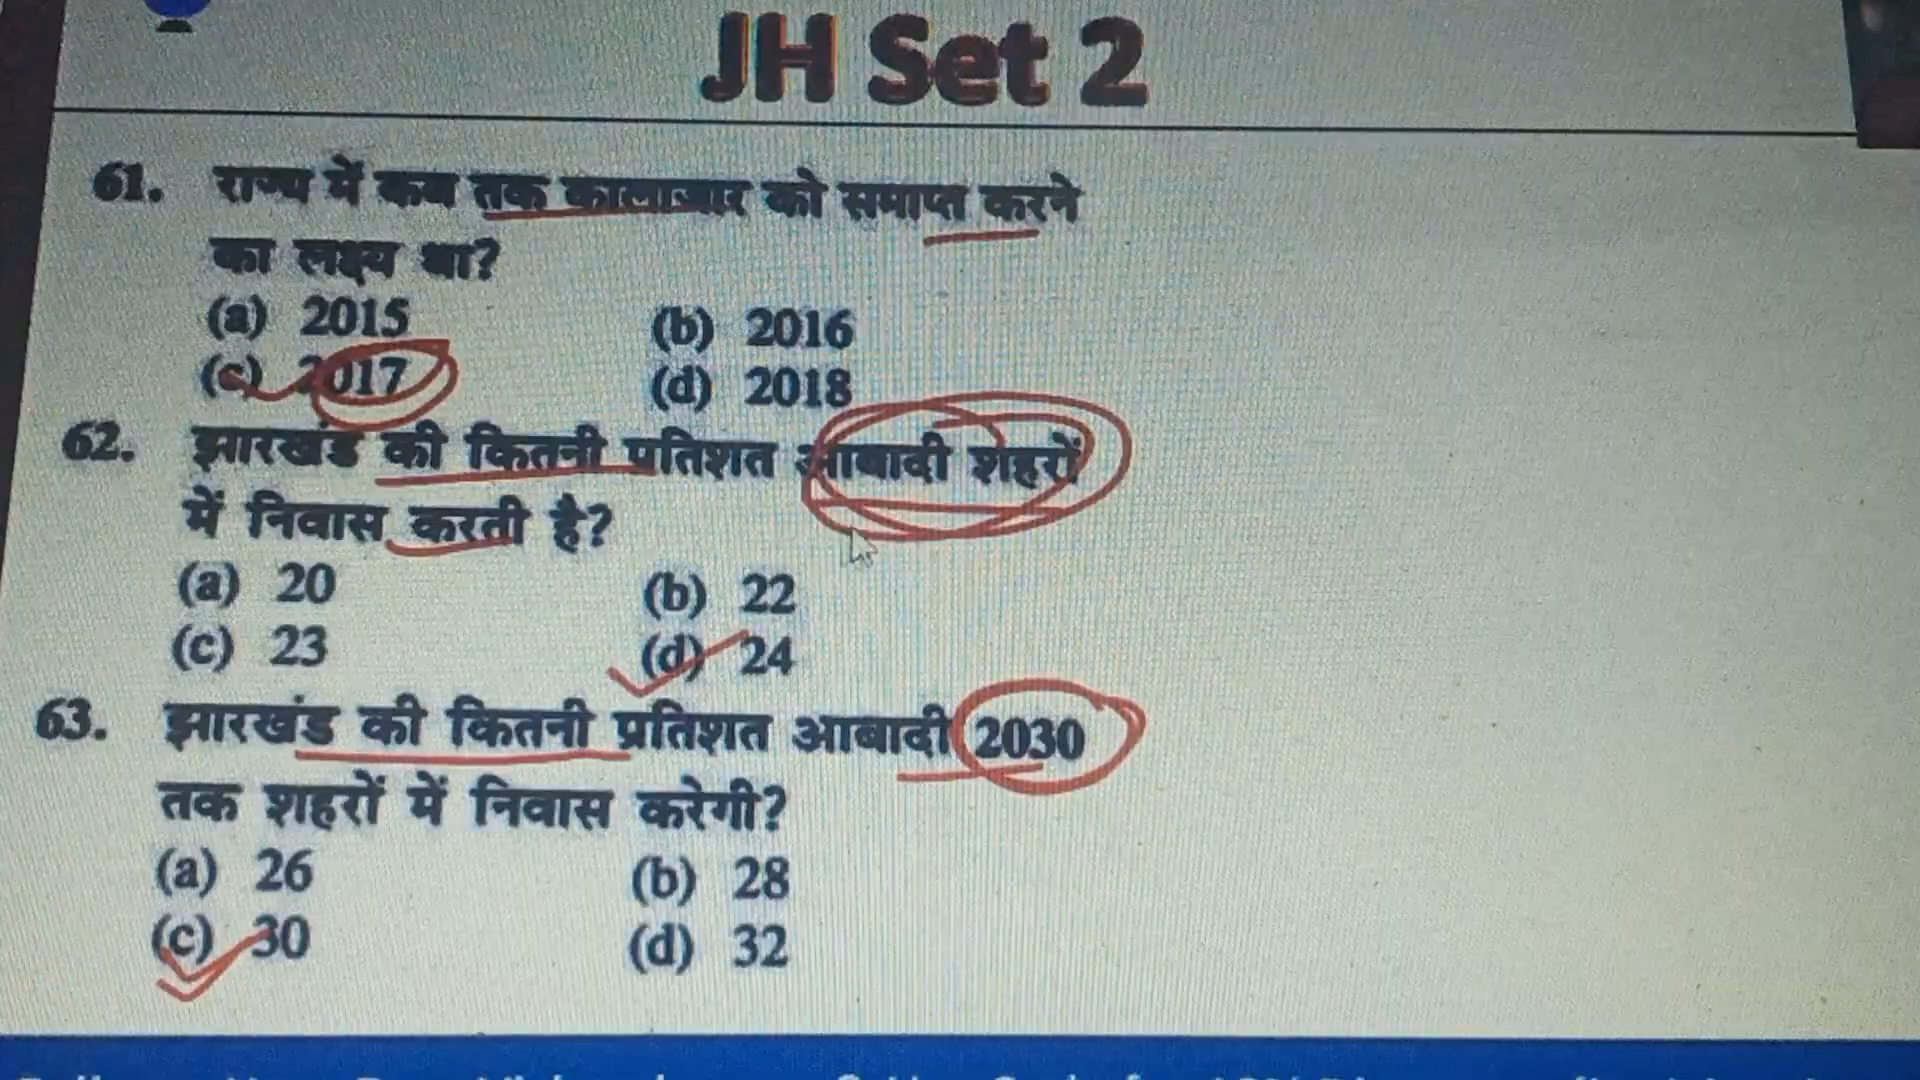 JH Set 2
61. राज्य में कब तक कालाजार को समाप्त करने
का लक्ष्य था?
(a) 2015 (b) 2016
(c) 2017 (d) 2018
62. झारखंड की कितनी प्रतिशत आबादी शहरों
में निवास करती है?
(a) 20 (b) 22
(c) 23 (d) 24
63. झारखंड की कितनी प्रतिशत आबादी 2030
तक शहरों में निवास करेगी?
(a) 26 (b) 28
(c) 30 (d) 32